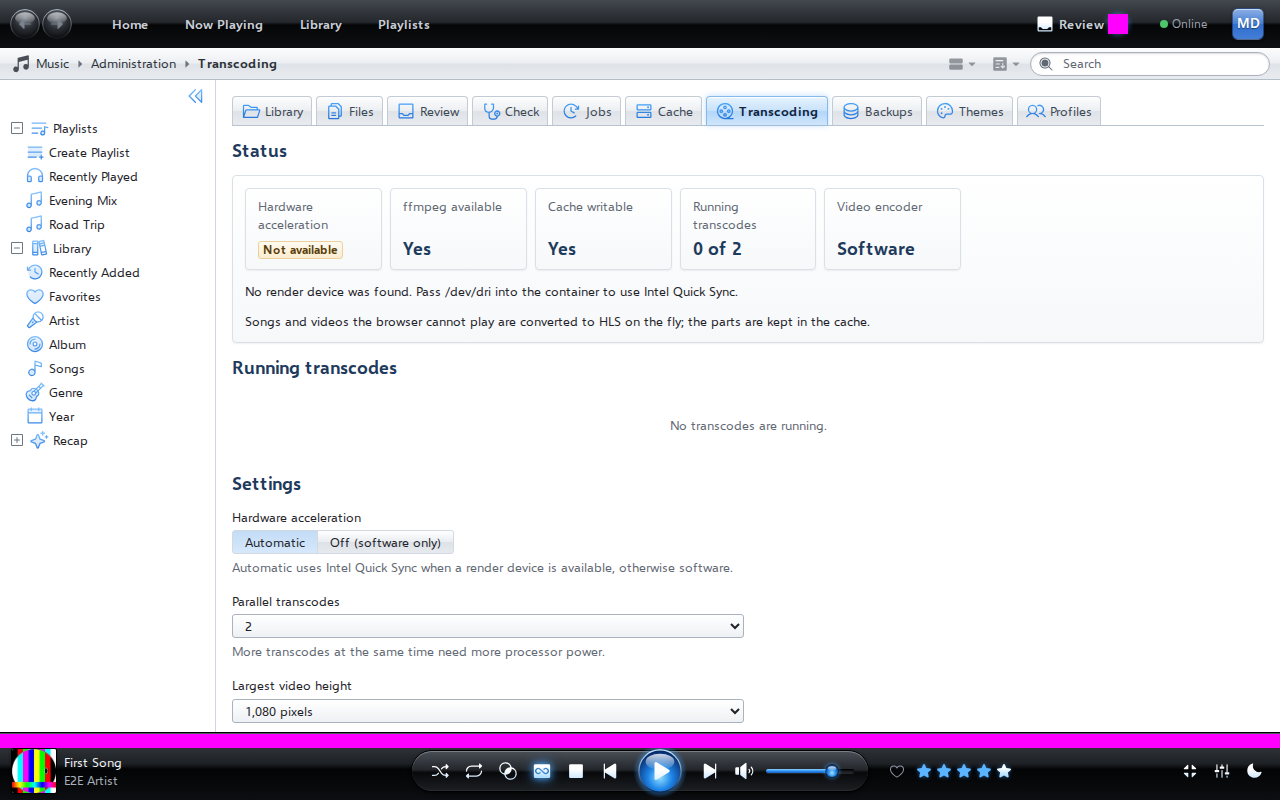 Home
Now Playing
Library
Playlists
Review
Online
MD
Music
Administration
Transcoding
Search
Library
Files
Review
Check
Jobs
Cache
Transcoding
Backups
Themes
Profiles
Playlists
Create Playlist
Recently Played
Evening Mix
Road Trip
Library
Recently Added
Favorites
Artist
Album
Songs
Genre
Year
Recap
Status
Hardware
acceleration
Not available
ffmpeg available
Yes
Cache writable
Yes
Running
transcodes
0 of 2
Video encoder
Software
No render device was found. Pass /dev/dri into the container to use Intel Quick Sync.
Songs and videos the browser cannot play are converted to HLS on the fly; the parts are kept in the cache.
Running transcodes
No transcodes are running.
Settings
Hardware acceleration
Automatic
Off (software only)
Automatic uses Intel Quick Sync when a render device is available, otherwise software.
Parallel transcodes
2
More transcodes at the same time need more processor power.
Largest video height
1,080 pixels
First Song
E2E Artist